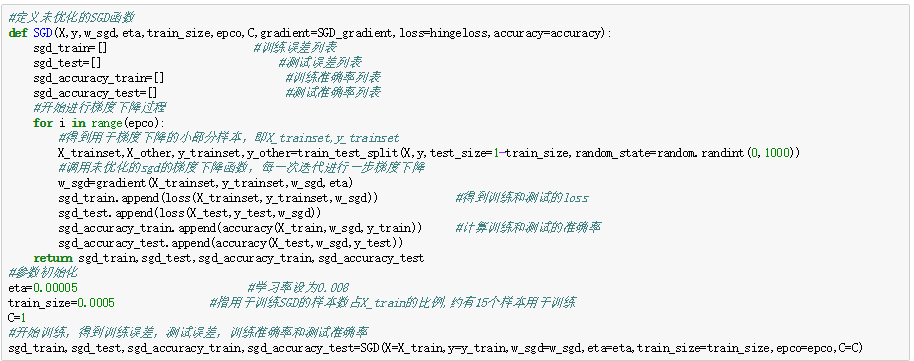 #定义未优化的SGD函数
def SGD(X,y,w_sgd,eta,train_size,epco,C,gradient=SGD_gradient,loss=hingeloss,accuracy=accuracy):
    sgd_train=[]                       #训练误差列表
    sgd_test=[]                           #测试误差列表
    sgd_accuracy_train=[]                   #训练准确率列表
    sgd_accuracy_test=[]                    #测试准确率列表
    #开始进行梯度下降过程
    for i in range(epco):
        #得到用于梯度下降的小部分样本，即X_trainset,y_trainset
        X_trainset,X_other,y_trainset,y_other=train_test_split(X,y,test_size=1-train_size,random_state=random.randint(0,1000))
        #调用未优化的sgd的梯度下降函数，每一次迭代进行一步梯度下降
        w_sgd=gradient(X_trainset,y_trainset,w_sgd,eta)
        sgd_train.append(loss(X_trainset,y_trainset,w_sgd))            #得到训练和测试的loss
        sgd_test.append(loss(X_test,y_test,w_sgd))
        sgd_accuracy_train.append(accuracy(X_train,w_sgd,y_train))     #计算训练和测试的准确率
        sgd_accuracy_test.append(accuracy(X_test,w_sgd,y_test))
    return sgd_train,sgd_test,sgd_accuracy_train,sgd_accuracy_test
#参数初始化
eta=0.00005                           #学习率设为0.008
train_size=0.0005               #指用于训练SGD的样本数占X_train的比例,约有15个样本用于训练
C=1
#开始训练，得到训练误差，测试误差，训练准确率和测试准确率
sgd_train,sgd_test,sgd_accuracy_train,sgd_accuracy_test=SGD(X=X_train,y=y_train,w_sgd=w_sgd,eta=eta,train_size=train_size,epco=epco,C=C)